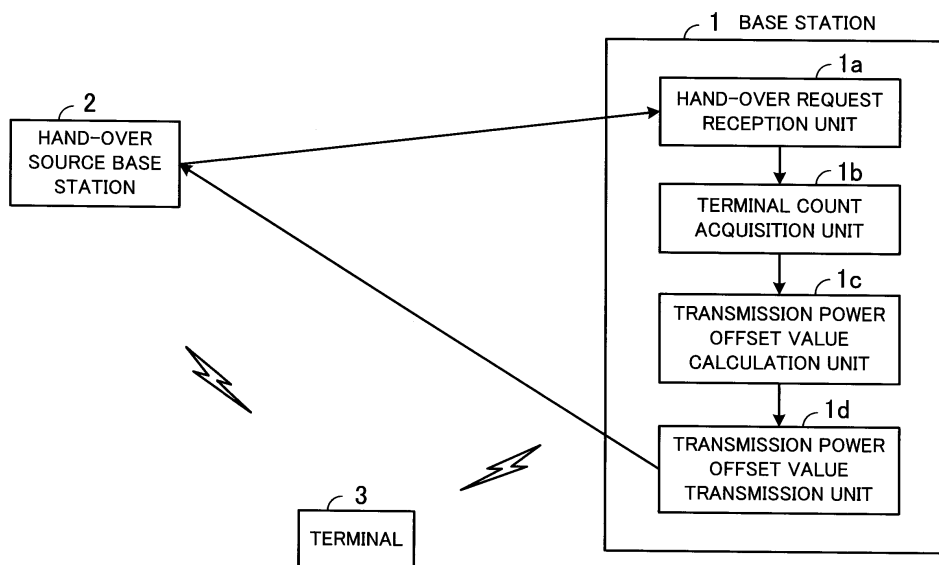 1 BASE STATION
1a
HAND-OVER REQUEST
RECEPTION UNIT
2
HAND-OVER
SOURCE BASE
STATION
1b
TERMINAL COUNT
ACQUISITION UNIT
1c
TRANSMISSION POWER
OFFSET VALUE
CALCULATION UNIT
1d
TRANSMISSION POWER
OFFSET VALUE
TRANSMISSION UNIT
3
TERMINAL